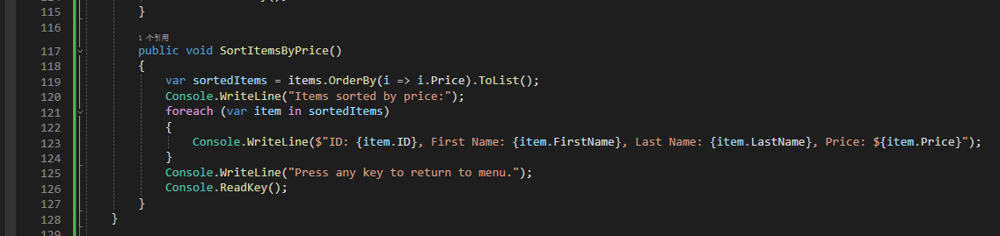 115 }
116
1 个引用
117 public void SortItemsByPrice()
118 {
119 var sortedItems = items.OrderBy(i => i.Price).ToList();
120 Console.WriteLine("Items sorted by price:");
121 foreach (var item in sortedItems)
122 {
123 Console.WriteLine($"ID: {item.ID}, First Name: {item.FirstName}, Last Name: {item.LastName}, Price: ${item.Price}");
124 }
125 Console.WriteLine("Press any key to return to menu.");
126 Console.ReadKey();
127 }
128 }
129